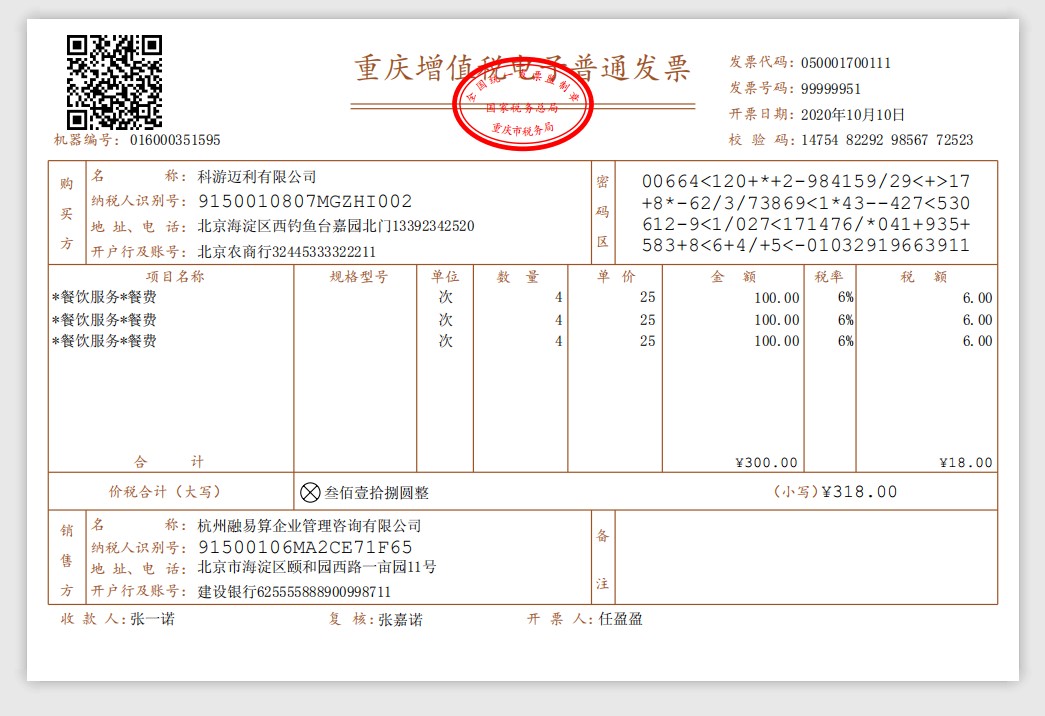 重庆增值税电子普通发票
全国统一发票监制章
国家税务总局
重庆市税务局
发票代码：050001700111
发票号码：99999951
开票日期：2020年10月10日
校 验 码：14754 82292 98567 72523
机器编号：016000351595
购买方
名 称：科游迈利有限公司
纳税人识别号：9150010807MGZHI002
地 址、电 话：北京海淀区西钓鱼台嘉园北门13392342520
开户行及账号：北京农商行32445333322211
密码区
00664<120+*+2-984159/29<+>17
+8*-62/3/73869<1*43--427<530
612-9<1/027<171476/*041+935+
583+8<6+4/+5<-01032919663911
项目名称 规格型号 单位 数 量 单 价 金 额 税率 税 额
*餐饮服务*餐费 次 4 25 100.00 6% 6.00
*餐饮服务*餐费 次 4 25 100.00 6% 6.00
*餐饮服务*餐费 次 4 25 100.00 6% 6.00
合 计 ¥300.00 ¥18.00
价税合计（大写） 叁佰壹拾捌圆整 （小写）¥318.00
销售方
名 称：杭州融易算企业管理咨询有限公司
纳税人识别号：91500106MA2CE71F65
地 址、电 话：北京市海淀区颐和园西路一亩园11号
开户行及账号：建设银行625555888900998711
备注
收 款 人：张一诺 复 核：张嘉诺 开 票 人：任盈盈